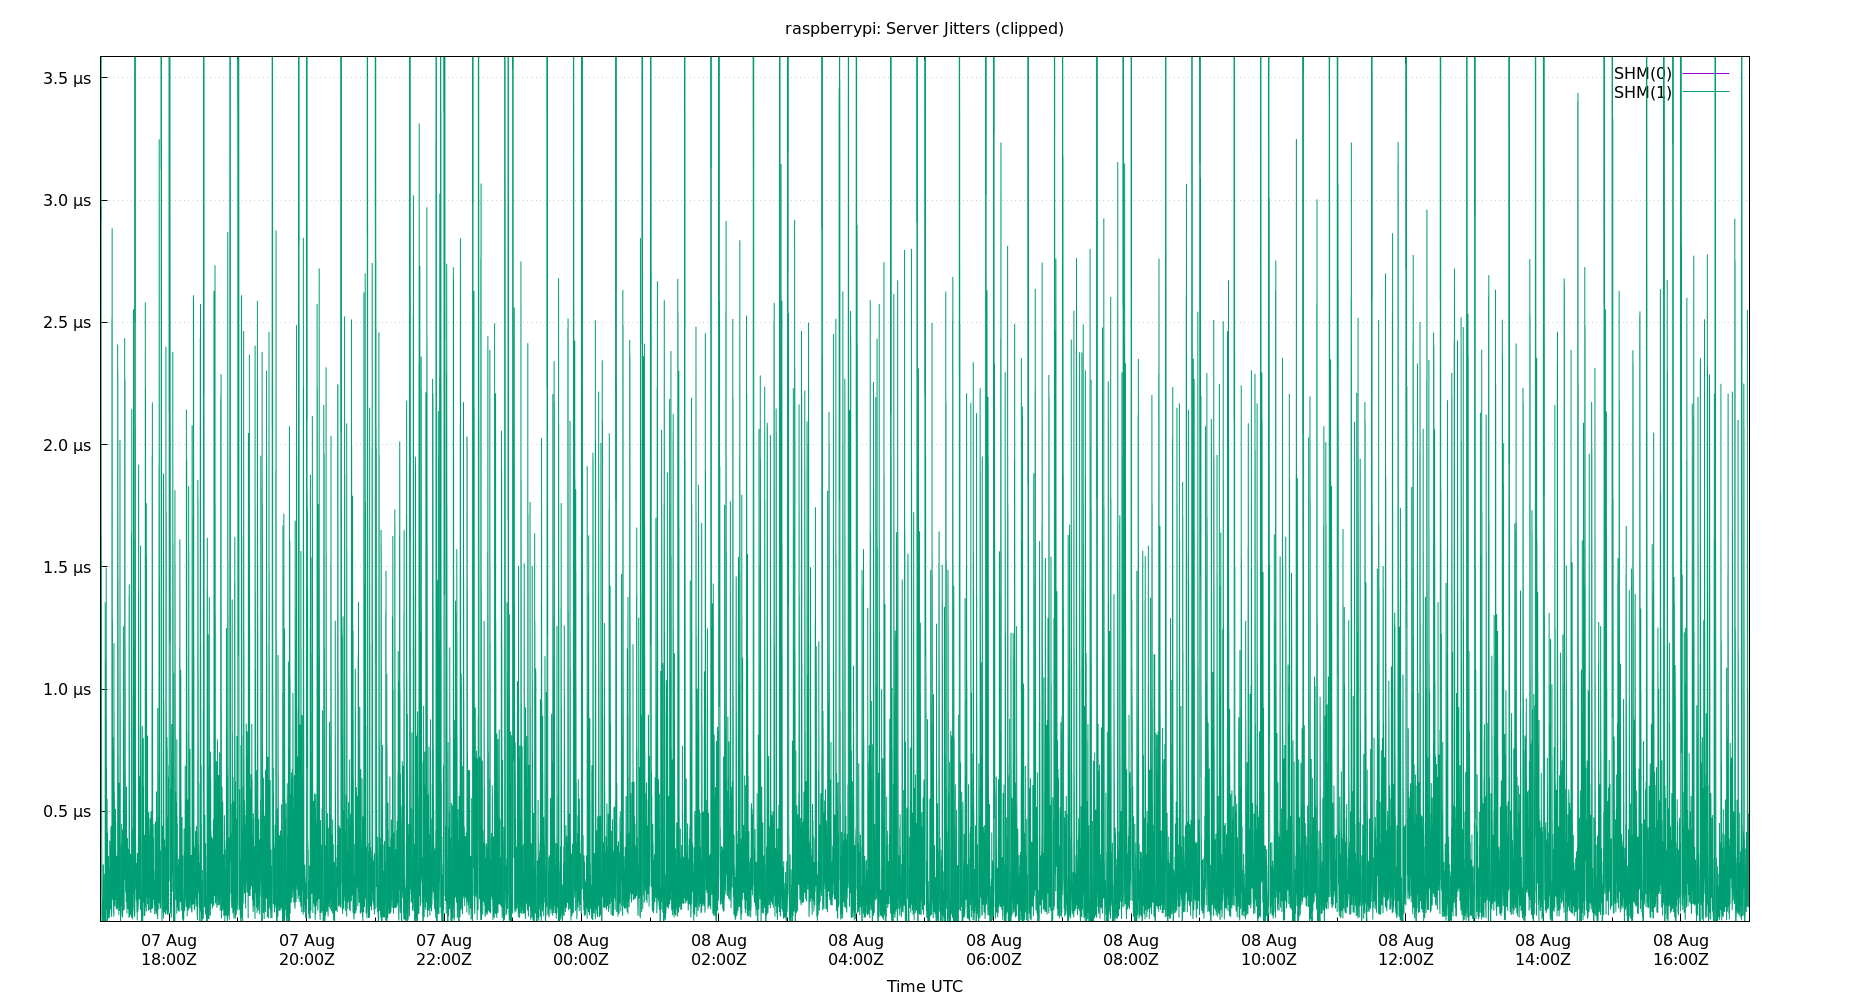 raspberrypi: Server Jitters (clipped)
SHM(0)
SHM(1)
3.5 µs
3.0 µs
2.5 µs
2.0 µs
1.5 µs
1.0 µs
0.5 µs
07 Aug 07 Aug 07 Aug 08 Aug 08 Aug 08 Aug 08 Aug 08 Aug 08 Aug 08 Aug 08 Aug 08 Aug
18:00Z 20:00Z 22:00Z 00:00Z 02:00Z 04:00Z 06:00Z 08:00Z 10:00Z 12:00Z 14:00Z 16:00Z
Time UTC